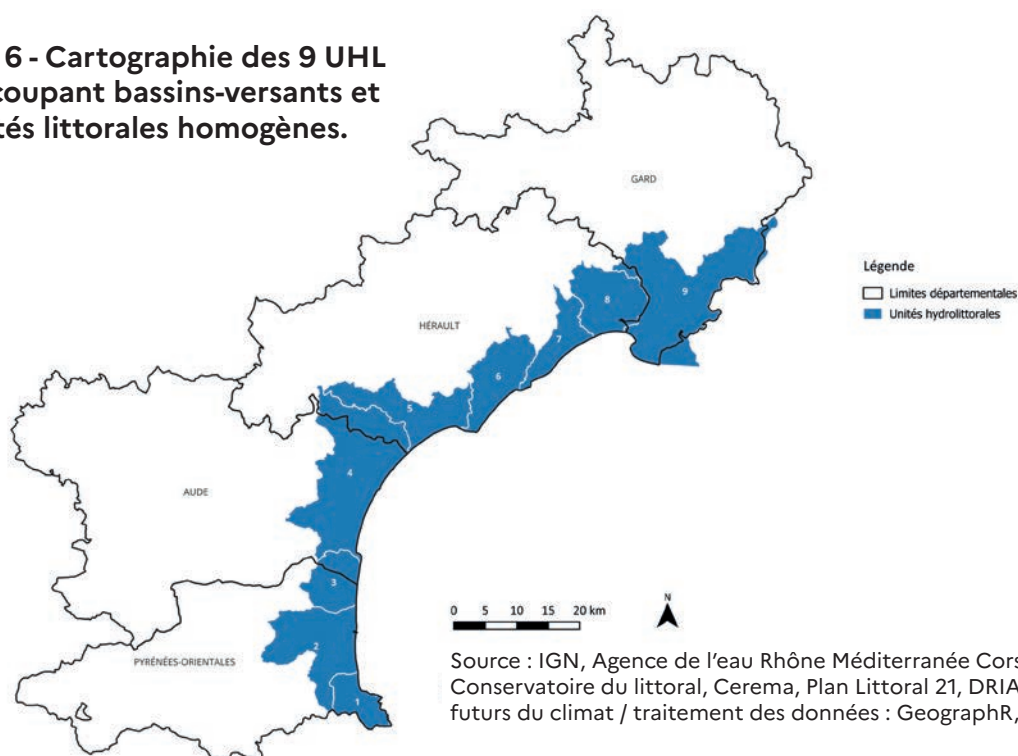 6 - Cartographie des 9 UHL
coupant bassins-versants et
tés littorales homogènes.
GARD
HÉRAULT
AUDE
PYRÉNÉES-ORIENTALES
9
8
7
6
5
4
3
2
1
Légende
Limites départementales
Unités hydrolittorales
0 5 10 15 20 km
N
Source : IGN, Agence de l'eau Rhône Méditerranée Cors
Conservatoire du littoral, Cerema, Plan Littoral 21, DRIA
futurs du climat / traitement des données : GeographR,